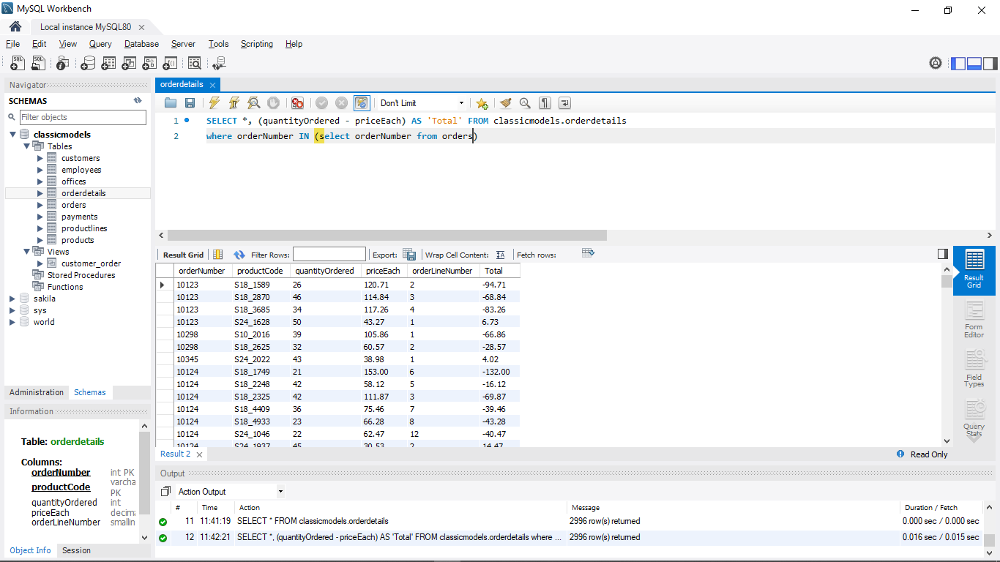 MySQL Workbench
Local instance MySQL80
File Edit View Query Database Server Tools Scripting Help
Navigator
SCHEMAS
Filter objects
classicmodels
Tables
customers
employees
offices
orderdetails
orders
payments
productlines
products
Views
customer_order
Stored Procedures
Functions
sakila
sys
world
Administration Schemas
Information
Table: orderdetails
Columns:
orderNumber int PK
productCode varcha
PK
quantityOrdered int
priceEach decim
orderLineNumber smallin
Object Info Session
orderdetails
Don't Limit
1 SELECT *, (quantityOrdered - priceEach) AS 'Total' FROM classicmodels.orderdetails
2 where orderNumber IN (select orderNumber from orders)
Result Grid Filter Rows: Export: Wrap Cell Content: Fetch rows:
orderNumber productCode quantityOrdered priceEach orderLineNumber Total
10123 S18_1589 26 120.71 2 -94.71
10123 S18_2870 46 114.84 3 -68.84
10123 S18_3685 34 117.26 4 -83.26
10123 S24_1628 50 43.27 1 6.73
10298 S10_2016 39 105.86 1 -66.86
10298 S18_2625 32 60.57 2 -28.57
10345 S24_2022 43 38.98 1 4.02
10124 S18_1749 21 153.00 6 -132.00
10124 S18_2248 42 58.12 5 -16.12
10124 S18_2325 42 111.87 3 -69.87
10124 S18_4409 36 75.46 7 -39.46
10124 S18_4933 23 66.28 8 -43.28
10124 S24_1046 22 62.47 12 -40.47
10124 S24_1937 45 30.53 2 14.47
Result Grid
Form Editor
Field Types
Query Stats
Result 2
Read Only
Output
Action Output
# Time Action Message Duration / Fetch
11 11:41:19 SELECT * FROM classicmodels.orderdetails 2996 row(s) returned 0.000 sec / 0.000 sec
12 11:42:21 SELECT *, (quantityOrdered - priceEach) AS 'Total' FROM classicmodels.orderdetails where ... 2996 row(s) returned 0.016 sec / 0.015 sec